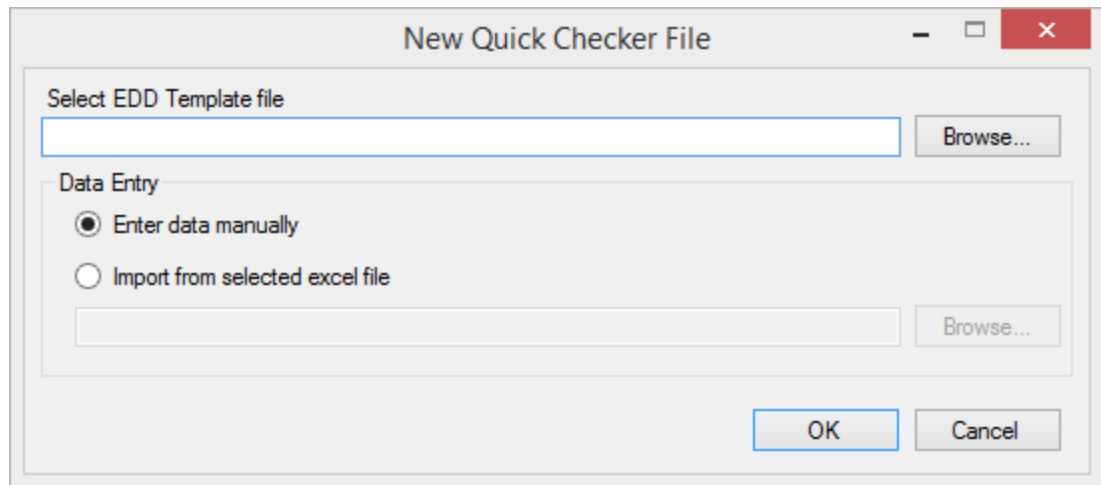 New Quick Checker File
Select EDD Template file
Browse...
Data Entry
Enter data manually
Import from selected excel file
Browse...
OK Cancel